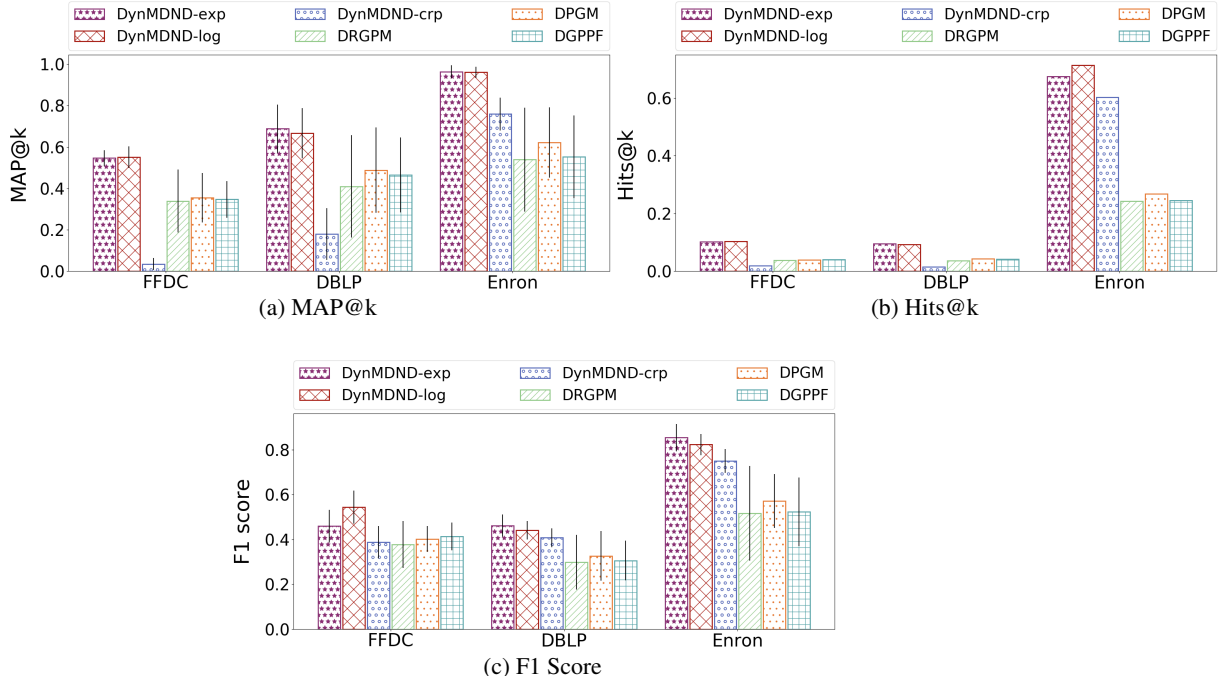 DynMDND-exp DynMDND-crp DPGM
DynMDND-log DRGPM DGPPF
MAP@k
1.0
0.8
0.6
0.4
0.2
0.0
FFDC DBLP Enron
(a) MAP@k
DynMDND-exp DynMDND-crp DPGM
DynMDND-log DRGPM DGPPF
Hits@k
0.6
0.4
0.2
0.0
FFDC DBLP Enron
(b) Hits@k
DynMDND-exp DynMDND-crp DPGM
DynMDND-log DRGPM DGPPF
F1 score
0.8
0.6
0.4
0.2
0.0
FFDC DBLP Enron
(c) F1 Score